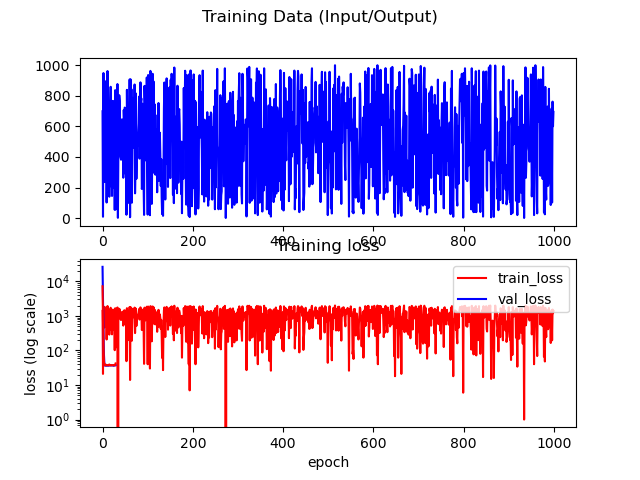 Training Data (Input/Output)
1000
800
600
400
200
0
0 200 400 600 800 1000
Training loss
10⁴
10³
10²
10¹
10⁰
loss (log scale)
train_loss
val_loss
0 200 400 600 800 1000
epoch